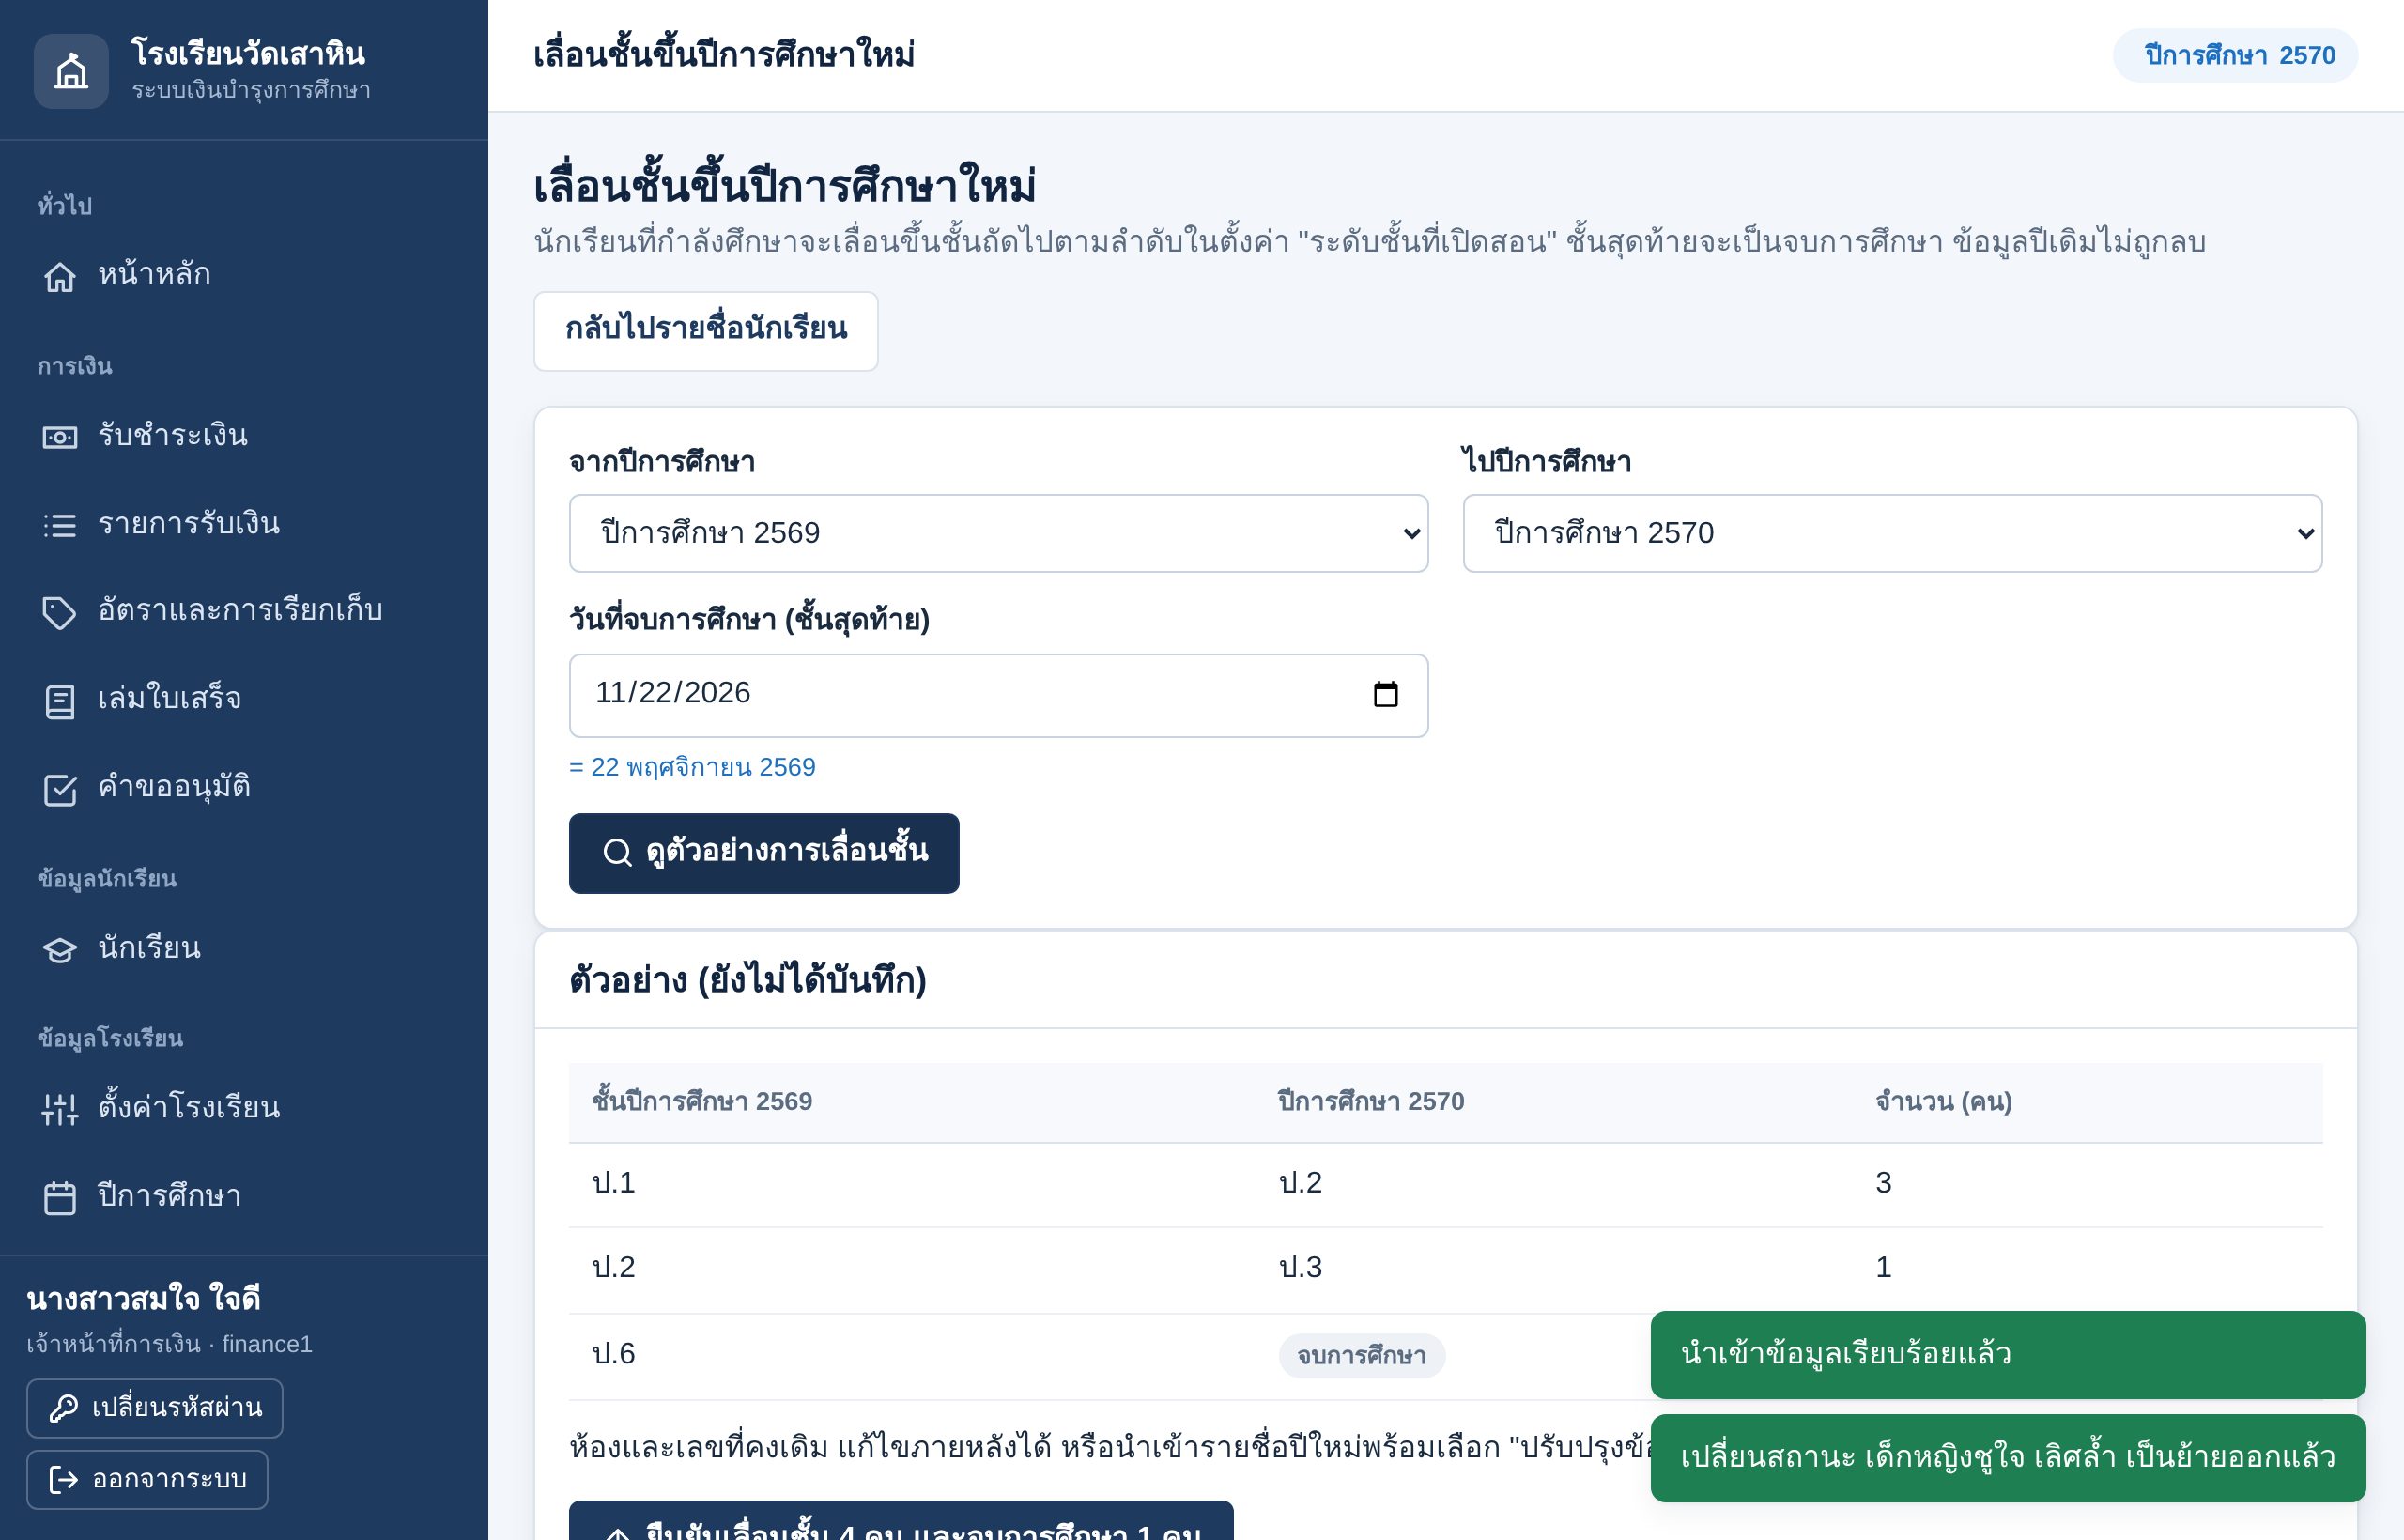 โรงเรียนวัดเสาหิน
ระบบเงินบำรุงการศึกษา
ทั่วไป
หน้าหลัก
การเงิน
รับชำระเงิน
รายการรับเงิน
อัตราและการเรียกเก็บ
เล่มใบเสร็จ
คำขออนุมัติ
ข้อมูลนักเรียน
นักเรียน
ข้อมูลโรงเรียน
ตั้งค่าโรงเรียน
ปีการศึกษา
นางสาวสมใจ ใจดี
เจ้าหน้าที่การเงิน · finance1
เปลี่ยนรหัสผ่าน
ออกจากระบบ
เลื่อนชั้นขึ้นปีการศึกษาใหม่
ปีการศึกษา 2570
เลื่อนชั้นขึ้นปีการศึกษาใหม่
นักเรียนที่กำลังศึกษาจะเลื่อนขึ้นชั้นถัดไปตามลำดับในตั้งค่า "ระดับชั้นที่เปิดสอน" ชั้นสุดท้ายจะเป็นจบการศึกษา ข้อมูลปีเดิมไม่ถูกลบ
กลับไปรายชื่อนักเรียน
จากปีการศึกษา
ปีการศึกษา 2569
ไปปีการศึกษา
ปีการศึกษา 2570
วันที่จบการศึกษา (ชั้นสุดท้าย)
11/22/2026
= 22 พฤศจิกายน 2569
ดูตัวอย่างการเลื่อนชั้น
ตัวอย่าง (ยังไม่ได้บันทึก)
ชั้นปีการศึกษา 2569 ปีการศึกษา 2570 จำนวน (คน)
ป.1 ป.2 3
ป.2 ป.3 1
ป.6 จบการศึกษา
ห้องและเลขที่คงเดิม แก้ไขภายหลังได้ หรือนำเข้ารายชื่อปีใหม่พร้อมเลือก "ปรับปรุงข้
ยืนยันเลื่อนชั้น 4 คน และจบการศึกษา 1 คน
นำเข้าข้อมูลเรียบร้อยแล้ว
เปลี่ยนสถานะ เด็กหญิงชูใจ เลิศล้ำ เป็นย้ายออกแล้ว